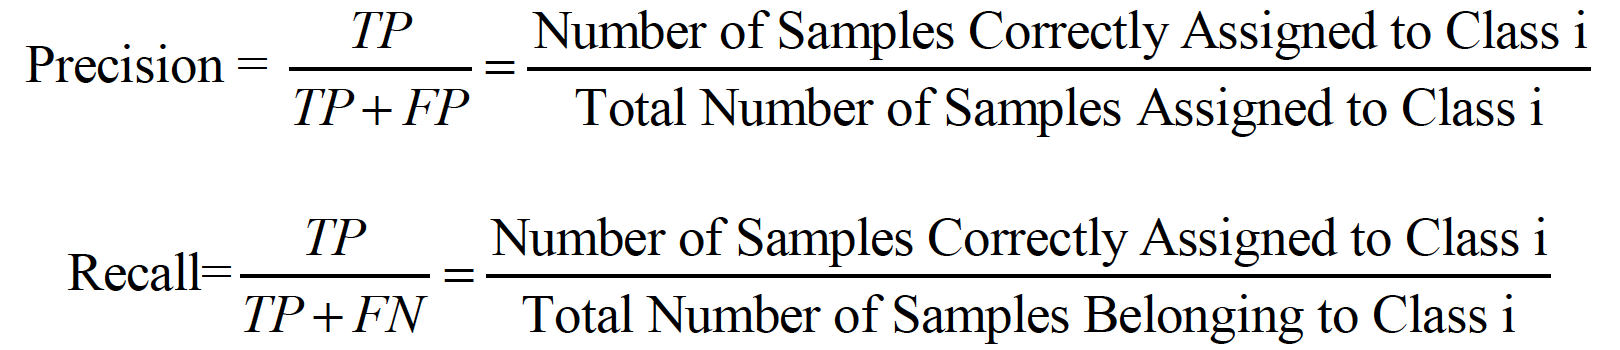 Precision = TP / TP + FP = Number of Samples Correctly Assigned to Class i / Total Number of Samples Assigned to Class i
Recall= TP / TP + FN = Number of Samples Correctly Assigned to Class i / Total Number of Samples Belonging to Class i